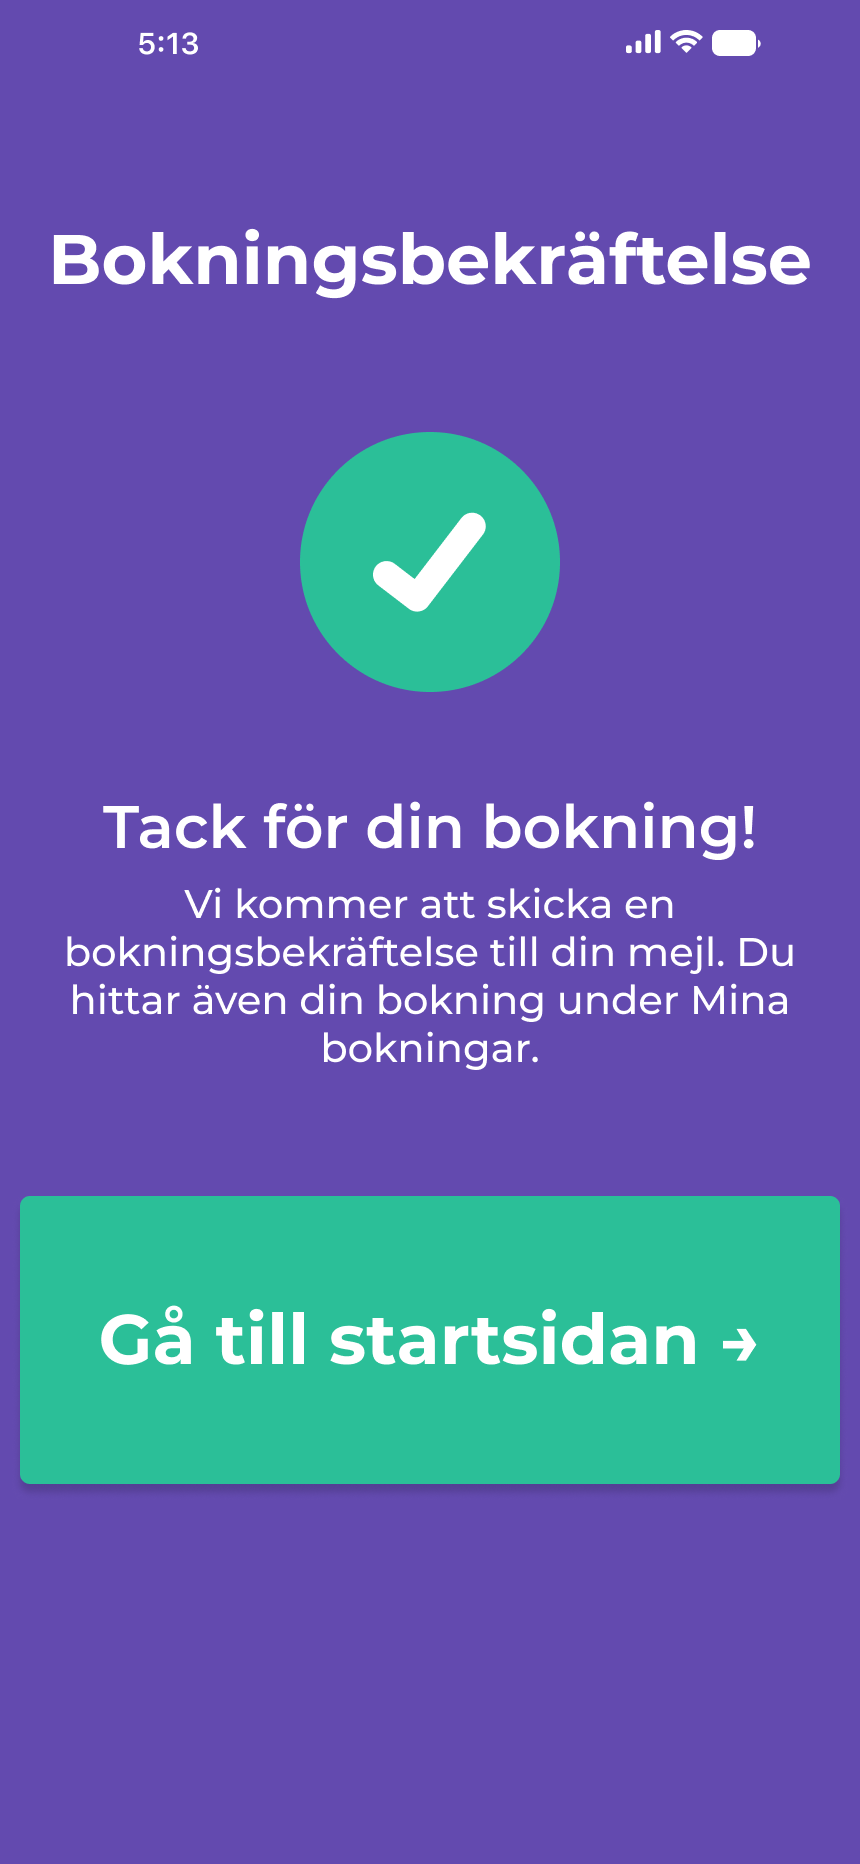 5:13
Bokningsbekräftelse
Tack för din bokning!
Vi kommer att skicka en
bokningsbekräftelse till din mejl. Du
hittar även din bokning under Mina
bokningar.
Gå till startsidan →